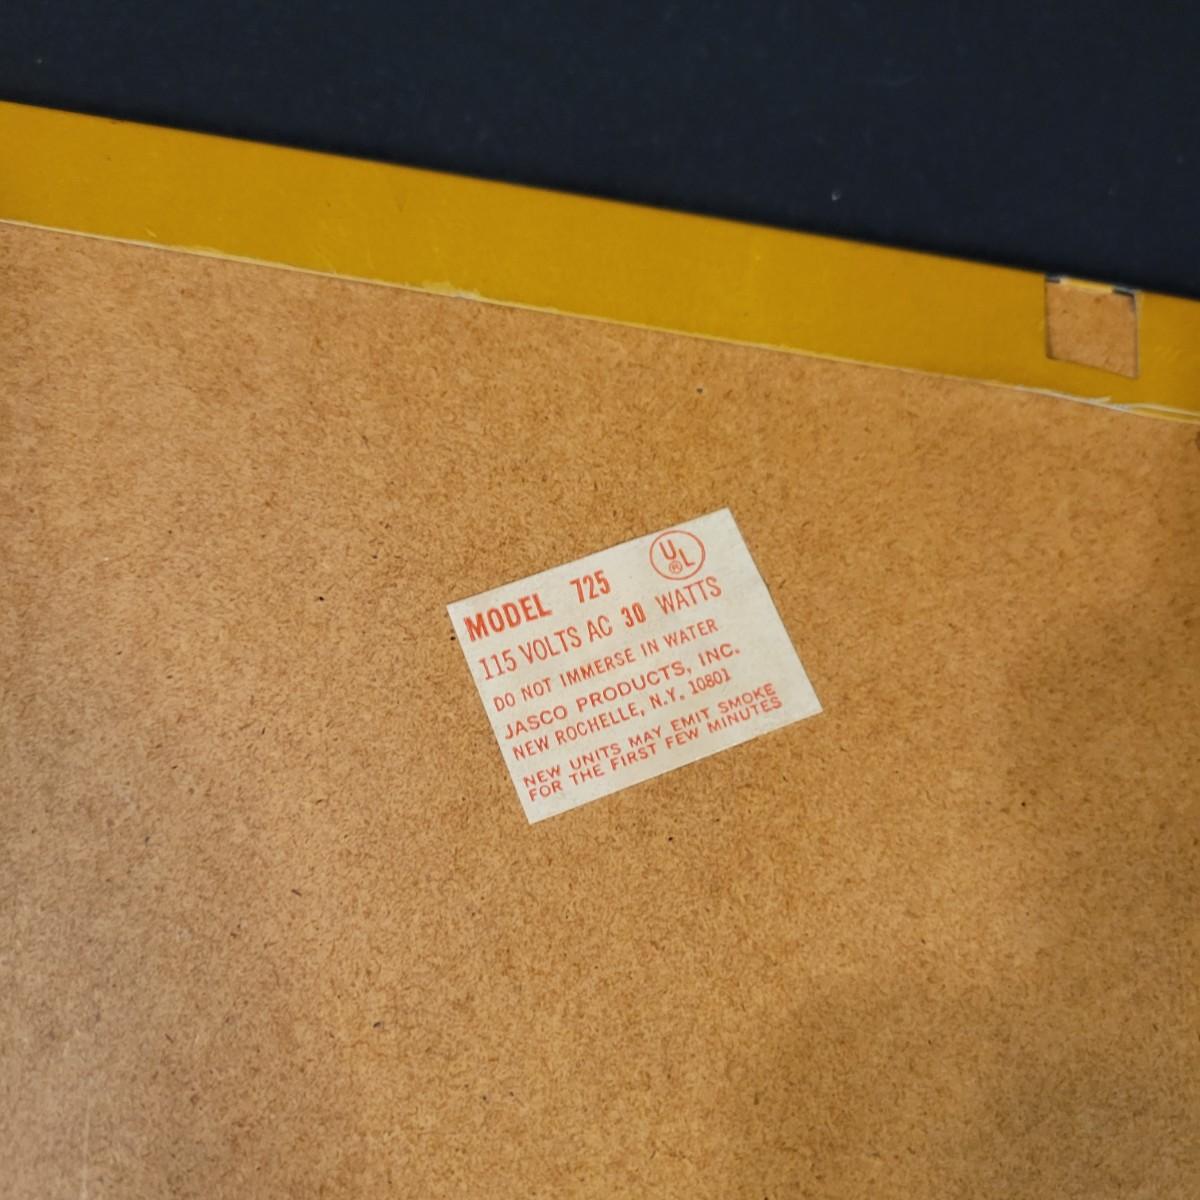 UL®
MODEL 725
115 VOLTS AC 30 WATTS
DO NOT IMMERSE IN WATER
JASCO PRODUCTS, INC.
NEW ROCHELLE, N.Y. 10801
NEW UNITS MAY EMIT SMOKE
FOR THE FIRST FEW MINUTES